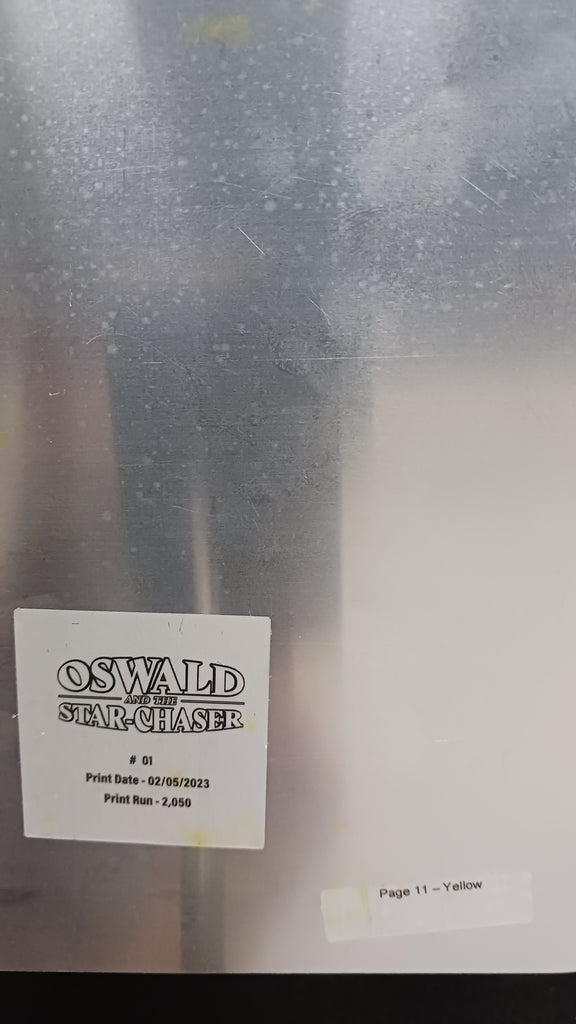 OSWALD
AND THE
STAR-CHASER
# 01
Print Date - 02/05/2023
Print Run - 2,050
Page 11 – Yellow